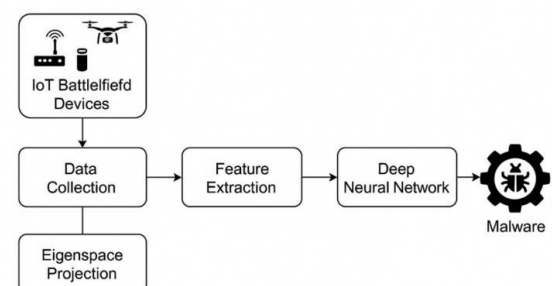 IoT Battlelfiefd
Devices
Data
Collection
Feature
Extraction
Deep
Neural Network
Malware
Eigenspace
Projection